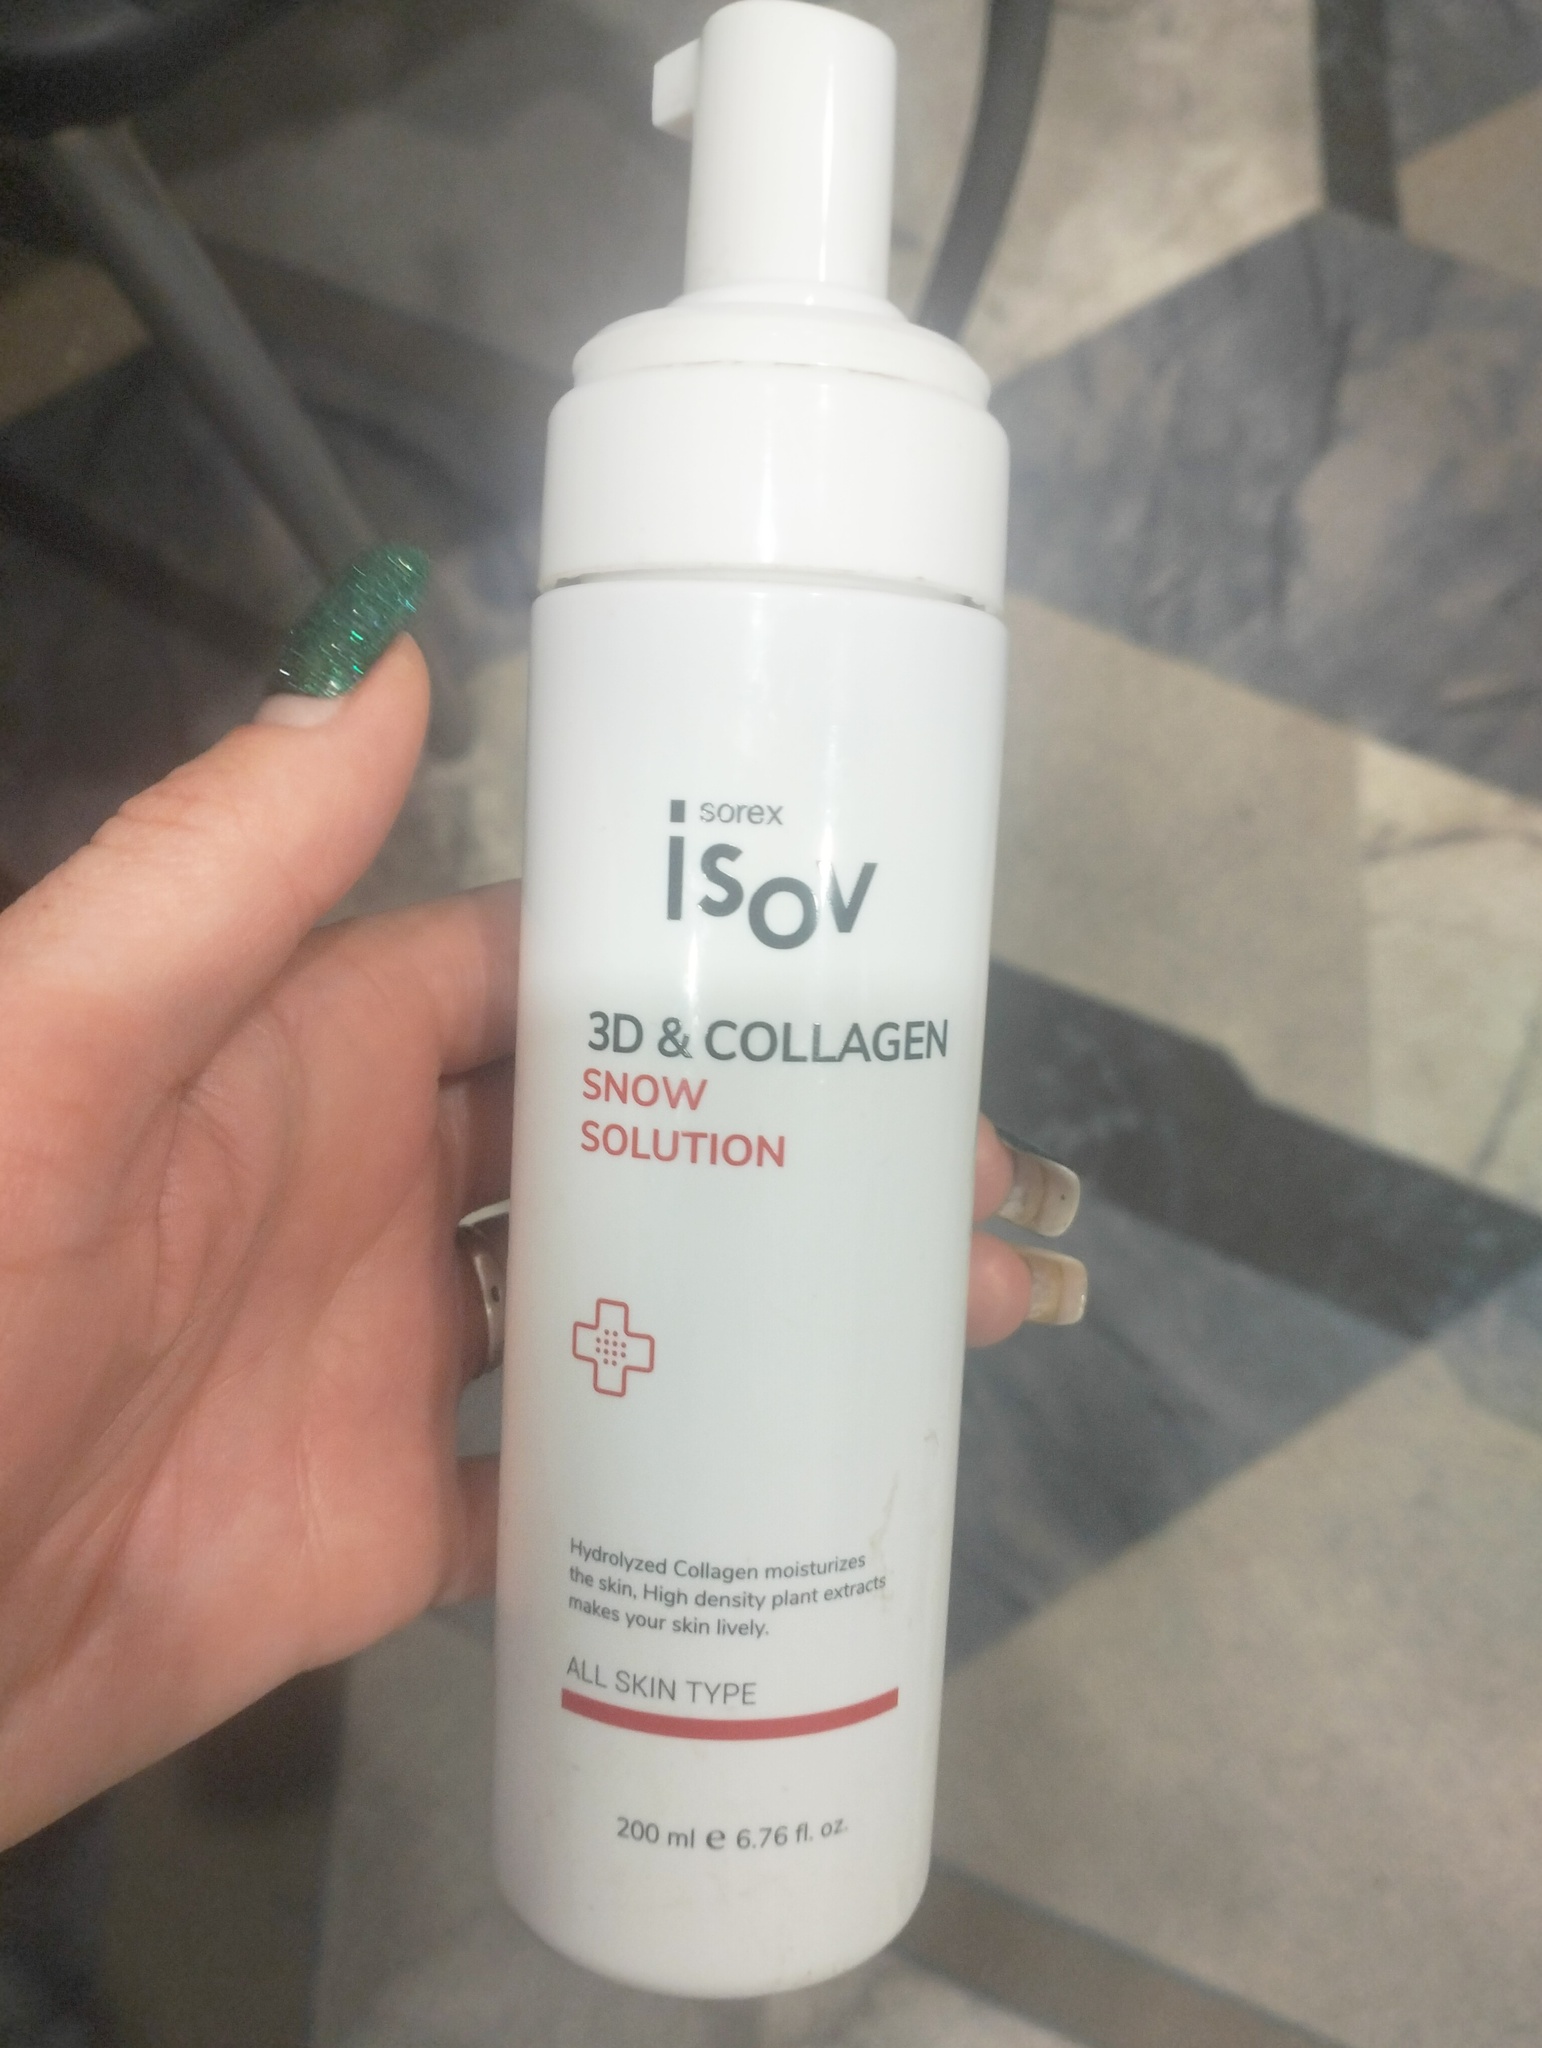 sorex
isov
3D & COLLAGEN
SNOW
SOLUTION
Hydrolyzed Collagen moisturizes
the skin, High density plant extracts
makes your skin lively.
ALL SKIN TYPE
200 ml ℮ 6.76 fl. oz.